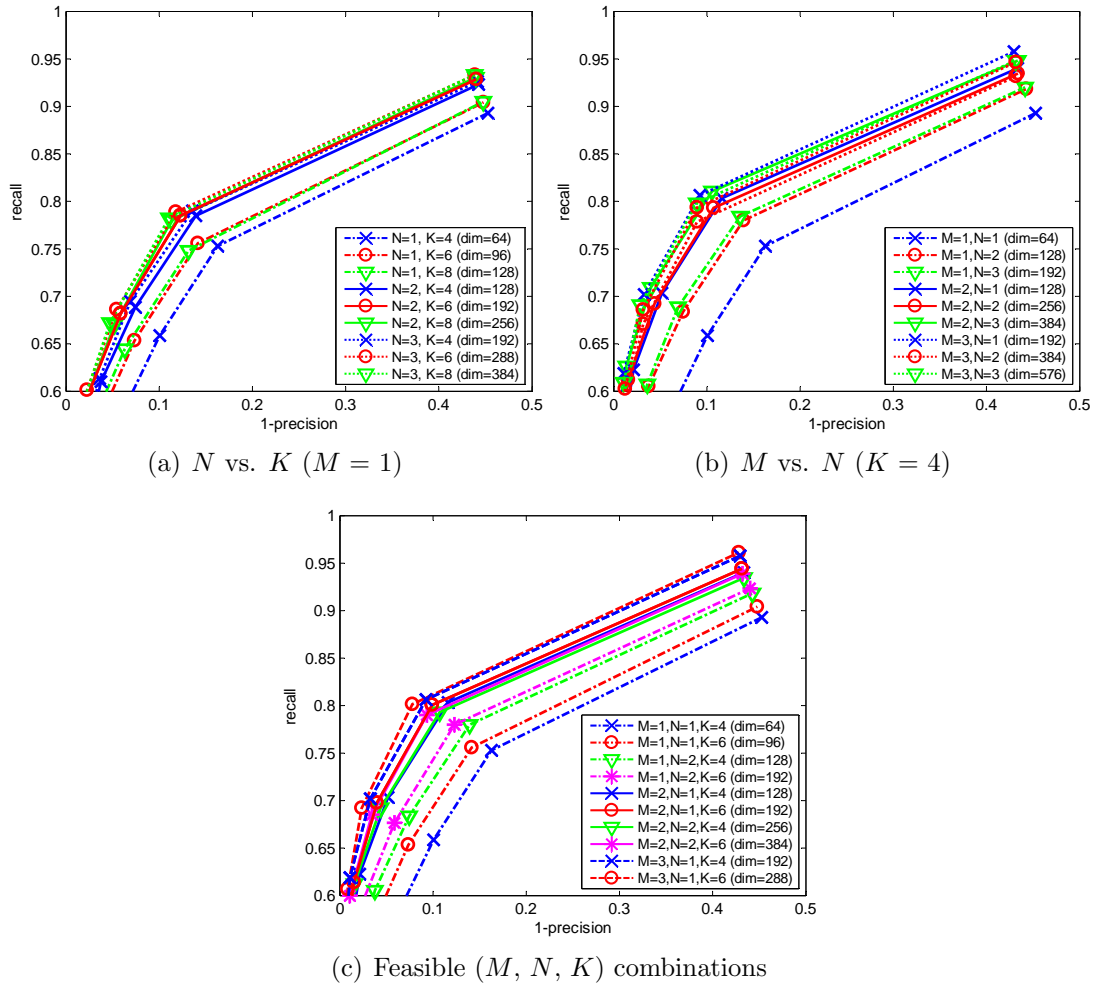 1
0.95
0.9
0.85
0.8
0.75
0.7
0.65
0.6
recall
0 0.1 0.2 0.3 0.4 0.5
1-precision
N=1, K=4 (dim=64)
N=1, K=6 (dim=96)
N=1, K=8 (dim=128)
N=2, K=4 (dim=128)
N=2, K=6 (dim=192)
N=2, K=8 (dim=256)
N=3, K=4 (dim=192)
N=3, K=6 (dim=288)
N=3, K=8 (dim=384)
(a) N vs. K (M = 1)
1
0.95
0.9
0.85
0.8
0.75
0.7
0.65
0.6
recall
0 0.1 0.2 0.3 0.4 0.5
1-precision
M=1,N=1 (dim=64)
M=1,N=2 (dim=128)
M=1,N=3 (dim=192)
M=2,N=1 (dim=128)
M=2,N=2 (dim=256)
M=2,N=3 (dim=384)
M=3,N=1 (dim=192)
M=3,N=2 (dim=384)
M=3,N=3 (dim=576)
(b) M vs. N (K = 4)
1
0.95
0.9
0.85
0.8
0.75
0.7
0.65
0.6
recall
0 0.1 0.2 0.3 0.4 0.5
1-precision
M=1,N=1,K=4 (dim=64)
M=1,N=1,K=6 (dim=96)
M=1,N=2,K=4 (dim=128)
M=1,N=2,K=6 (dim=192)
M=2,N=1,K=4 (dim=128)
M=2,N=1,K=6 (dim=192)
M=2,N=2,K=4 (dim=256)
M=2,N=2,K=6 (dim=384)
M=3,N=1,K=4 (dim=192)
M=3,N=1,K=6 (dim=288)
(c) Feasible (M, N, K) combinations